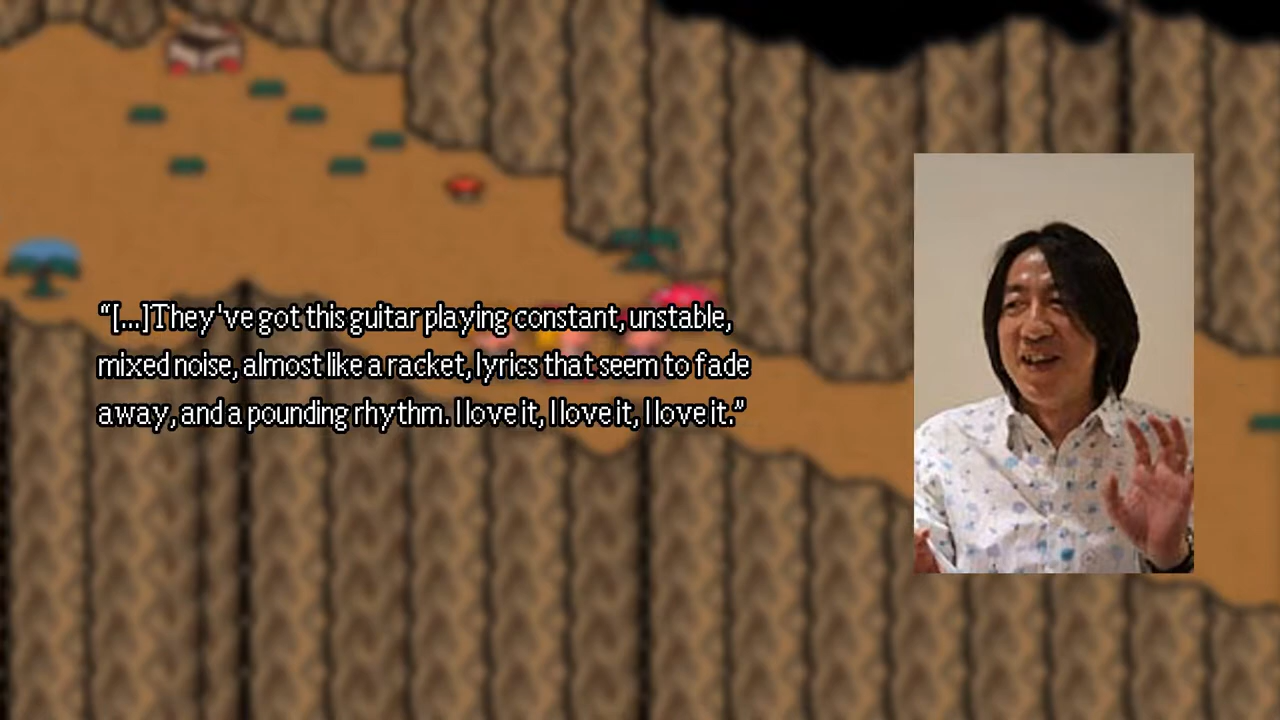 “[...]They've got this guitar playing constant, unstable,
mixed noise, almost like a racket, lyrics that seem to fade
away, and a pounding rhythm. I love it, I love it, I love it.”